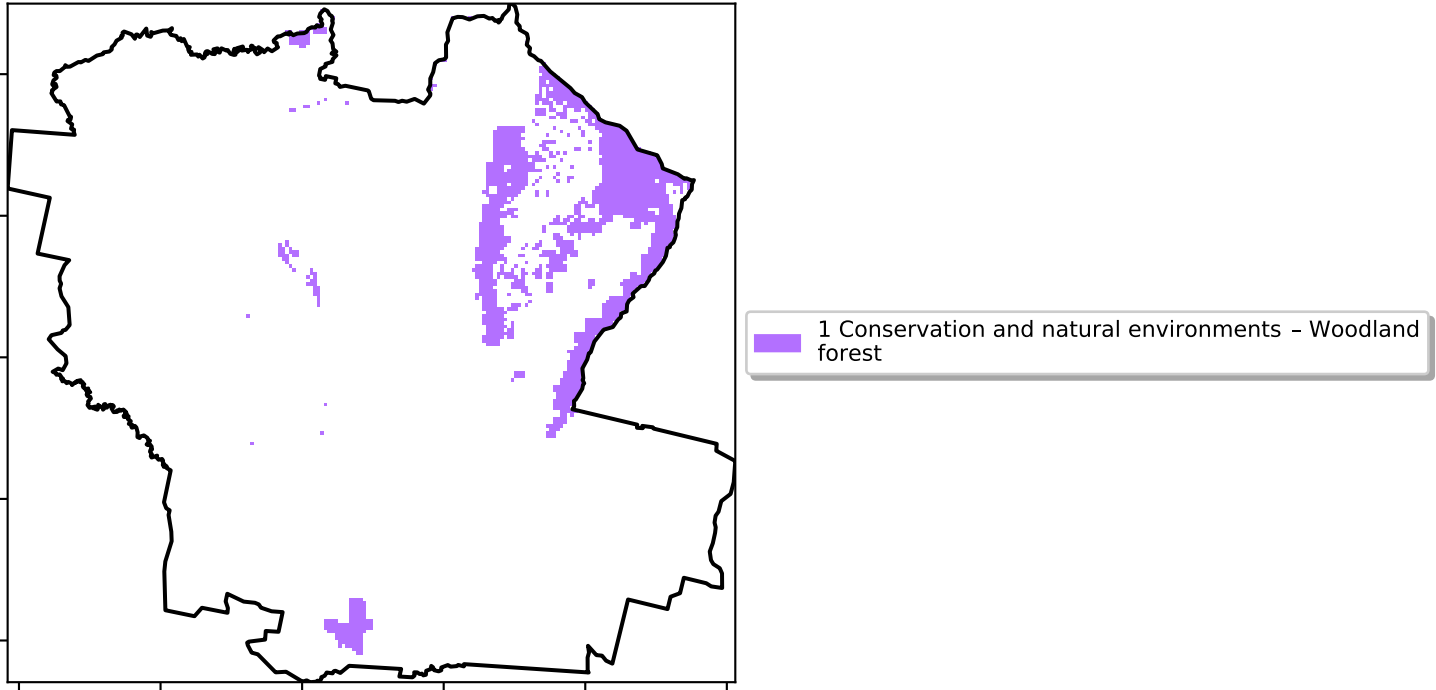 1 Conservation and natural environments – Woodland
forest